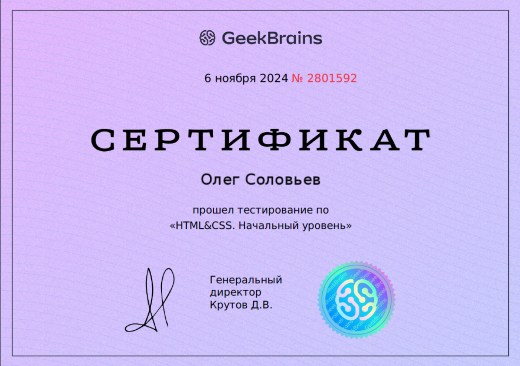 GeekBrains
6 ноября 2024 № 2801592
СЕРТИФИКАТ
Олег Соловьев
прошел тестирование по
«HTML&CSS. Начальный уровень»
Генеральный
директор
Крутов Д.В.